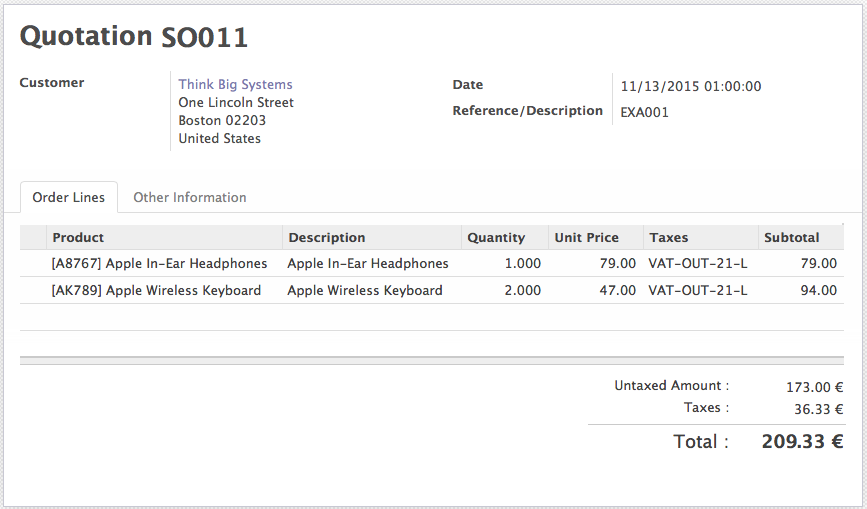 Quotation SO011
Customer
Think Big Systems
One Lincoln Street
Boston 02203
United States
Date 11/13/2015 01:00:00
Reference/Description EXA001
Order Lines Other Information
Product Description Quantity Unit Price Taxes Subtotal
[A8767] Apple In-Ear Headphones Apple In-Ear Headphones 1.000 79.00 VAT-OUT-21-L 79.00
[AK789] Apple Wireless Keyboard Apple Wireless Keyboard 2.000 47.00 VAT-OUT-21-L 94.00
Untaxed Amount : 173.00 €
Taxes : 36.33 €
Total : 209.33 €